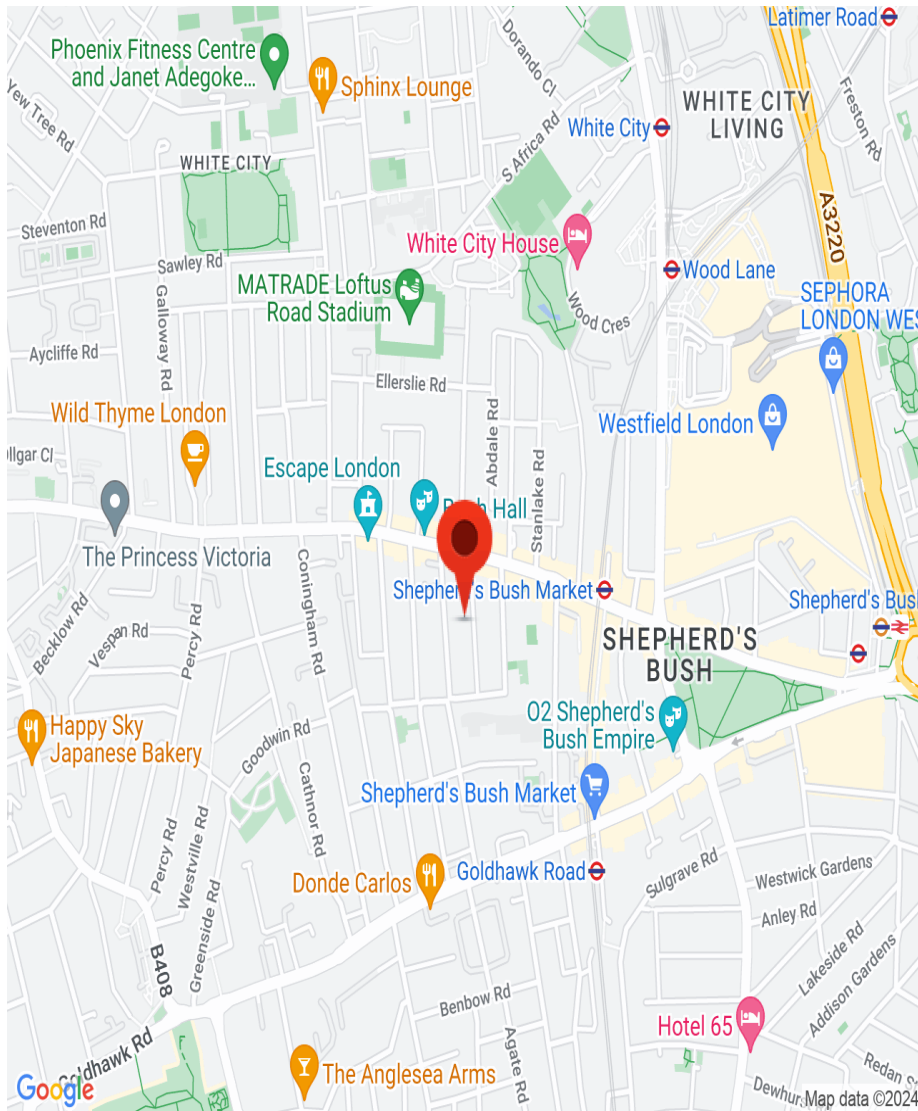 Latimer Road
Phoenix Fitness Centre
and Janet Adegoke...
Dorando Cl
Sphinx Lounge
Yew Tree Rd
Freston Rd
WHITE CITY
LIVING
White City
S Africa Rd
WHITE CITY
A3220
Steventon Rd
White City House
Sawley Rd
Wood Lane
MATRADE Loftus
Road Stadium
SEPHORA
LONDON WES
Galloway Rd
Wood Cres
Aycliffe Rd
Ellerslie Rd
Wild Thyme London
Abdale Rd
Westfield London
Stanlake Rd
llgar Cl
Escape London
Hall
The Princess Victoria
Coningham Rd
Shepherd's Bush Market
Shepherd's Bush
Becklow Rd
Vespan Rd
Percy Rd
SHEPHERD'S
BUSH
Happy Sky
Japanese Bakery
Goodwin Rd
O2 Shepherd's
Bush Empire
Cathnor Rd
Shepherd's Bush Market
Percy Rd
Westville Rd
Donde Carlos
Goldhawk Road
Sulgrave Rd
Westwick Gardens
Greenside Rd
Anley Rd
B408
Lakeside Rd
Addison Gardens
Benbow Rd
Hotel 65
Agate Rd
Goldhawk Rd
The Anglesea Arms
Redan S
Google
Dewhur
Map data ©2024